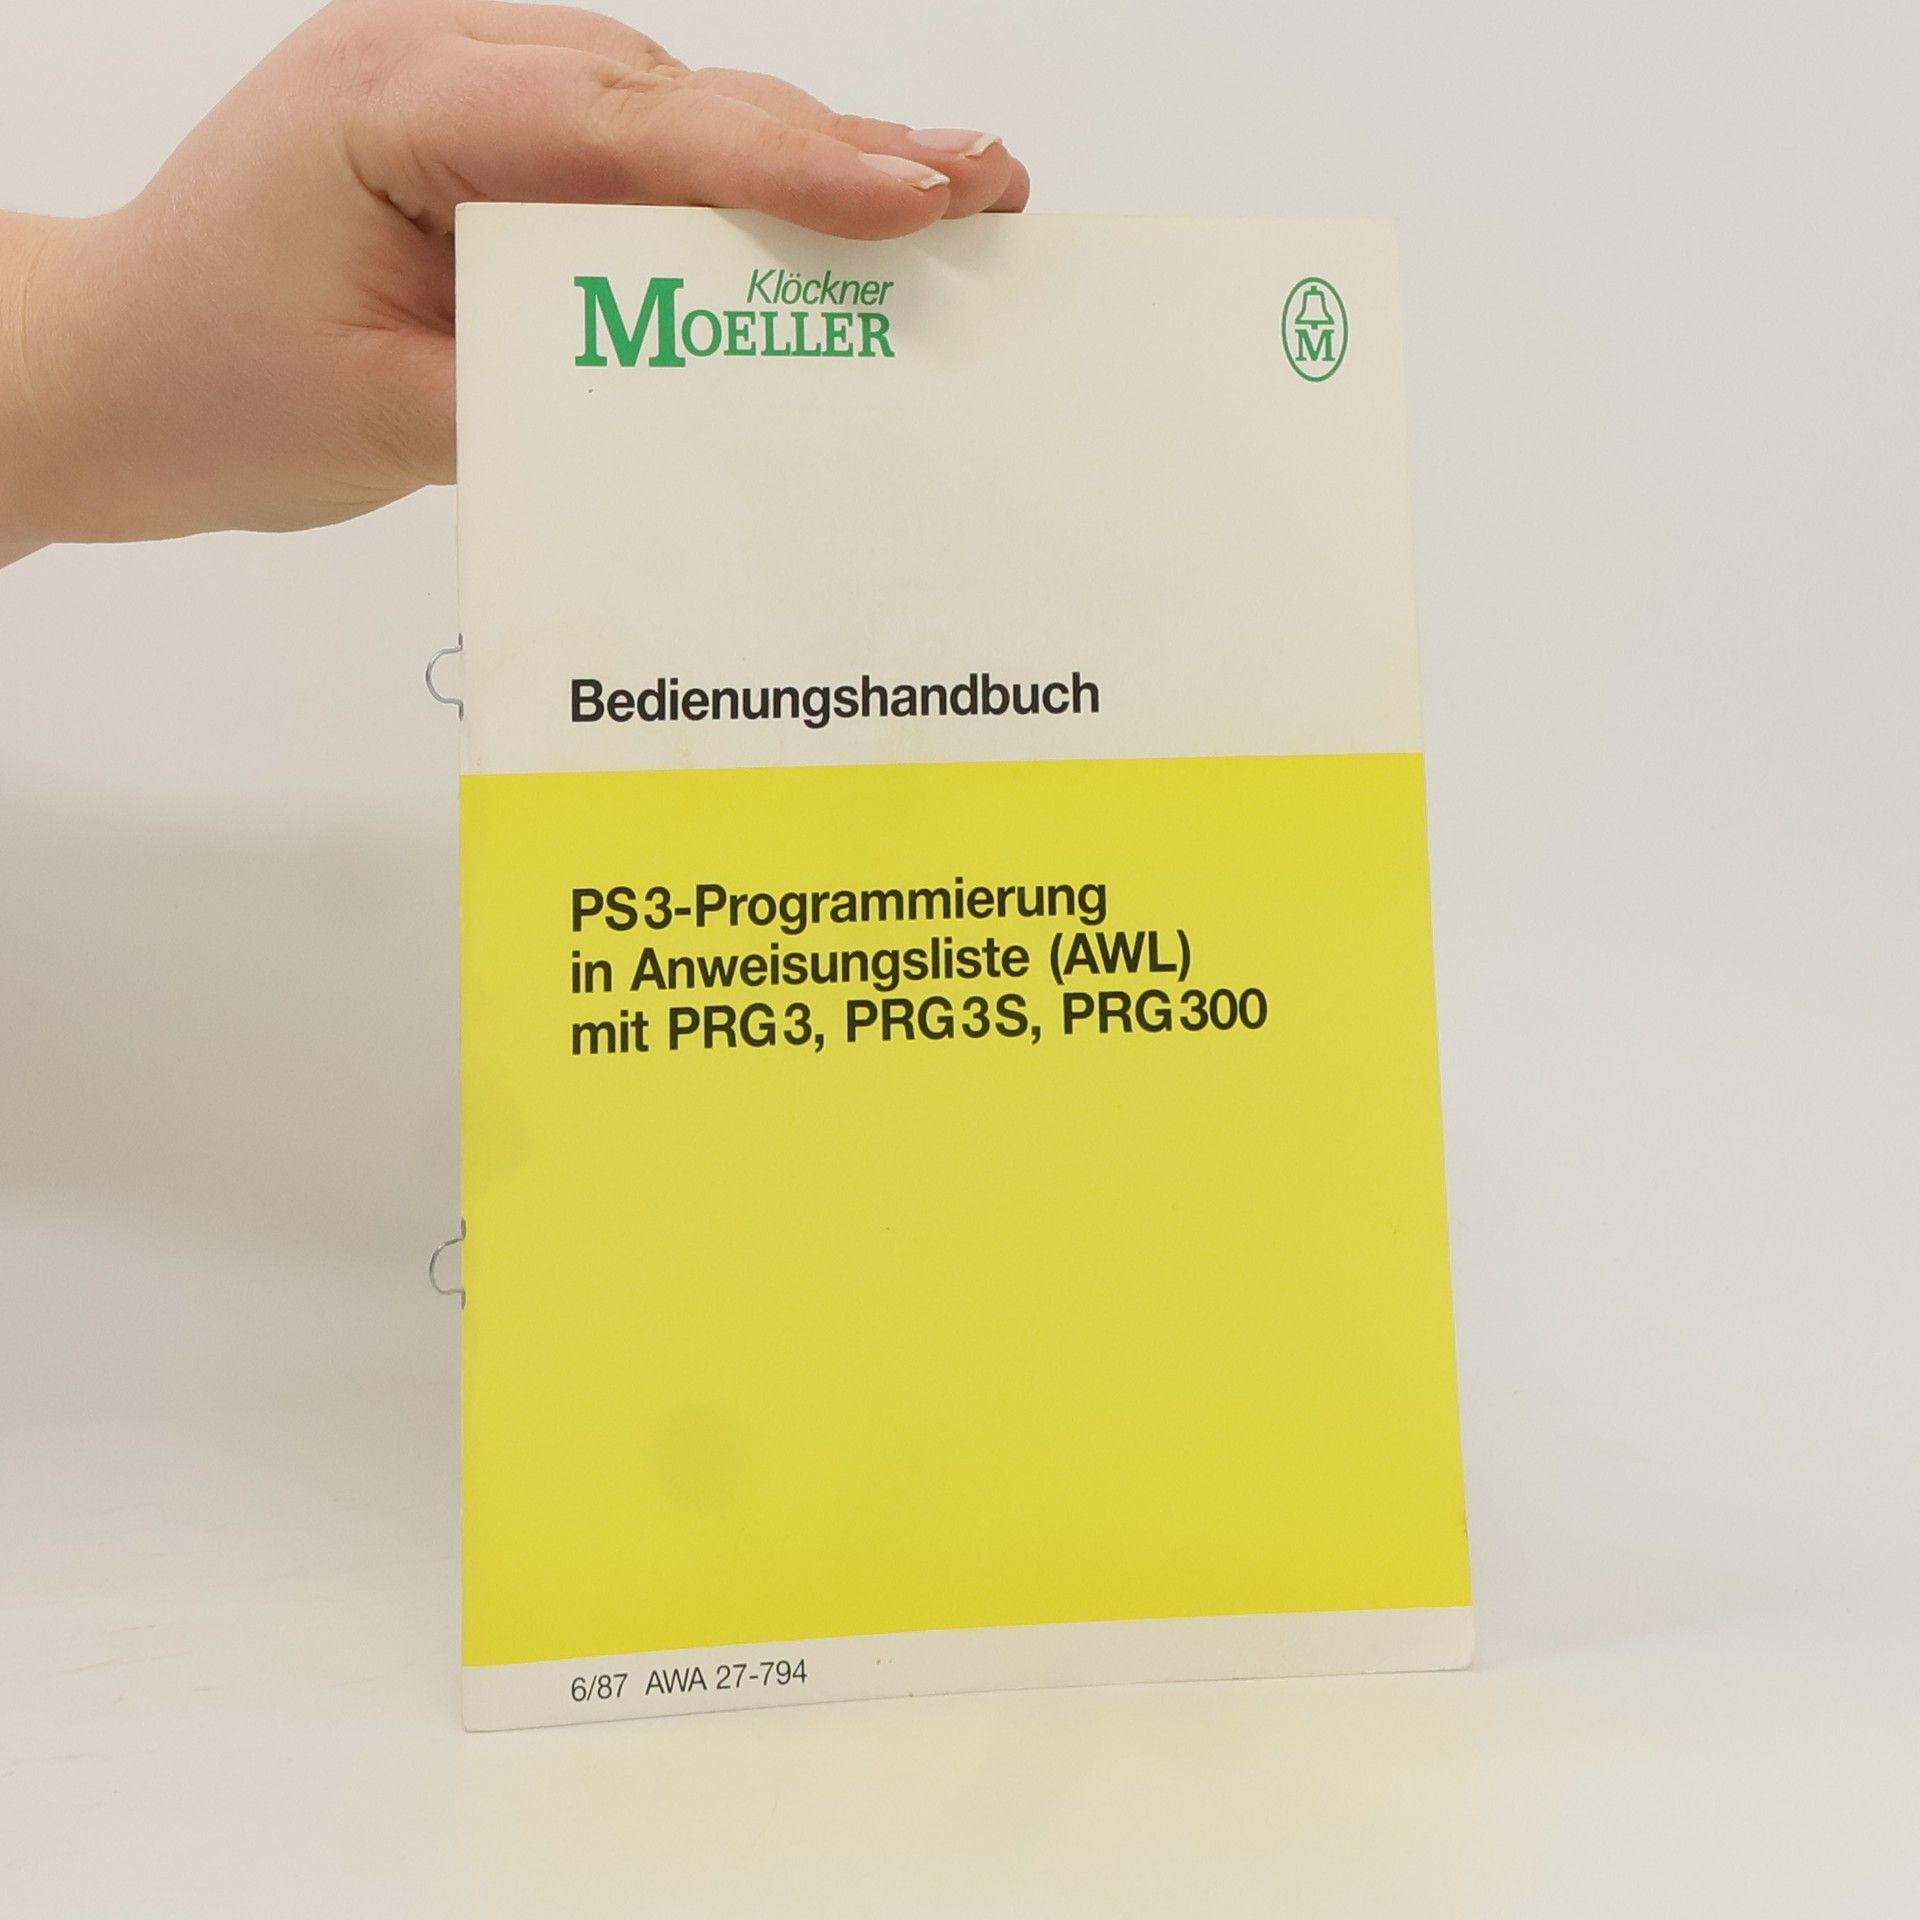 Klöckner
MOELLER
M
Bedienungshandbuch
PS3-Programmierung
in Anweisungsliste (AWL)
mit PRG3, PRG3S, PRG300
6/87 AWA 27-794